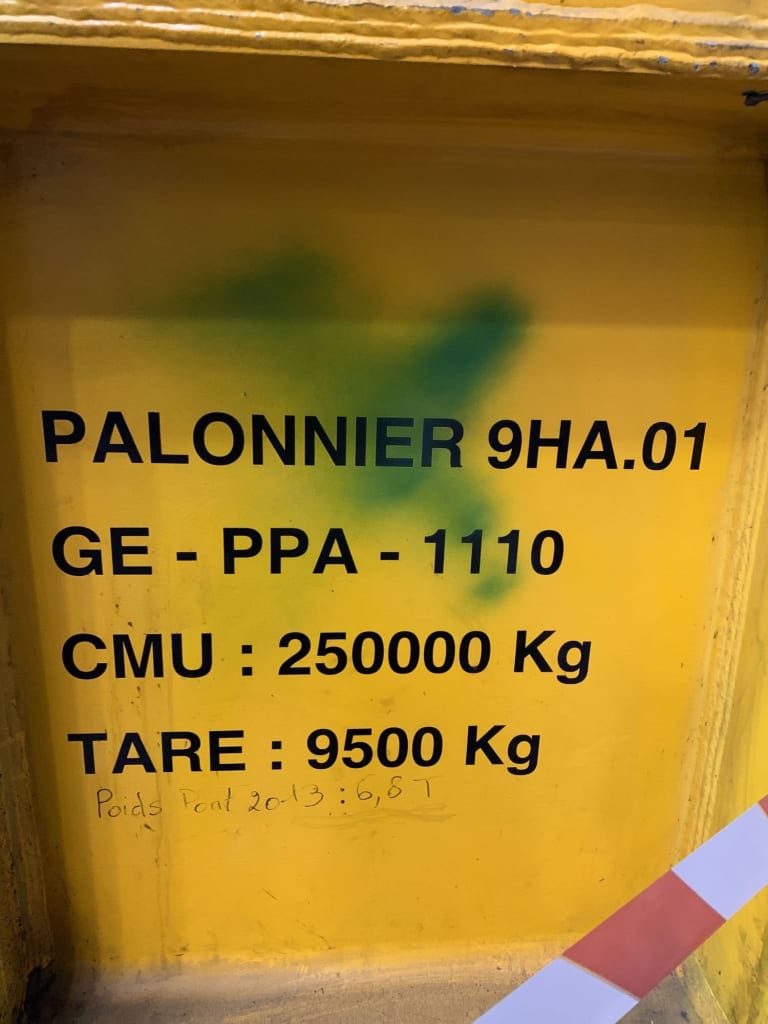 PALONNIER 9HA.01
GE - PPA - 1110
CMU : 250000 Kg
TARE : 9500 Kg
Poids Pont 2013 : 6,8 T